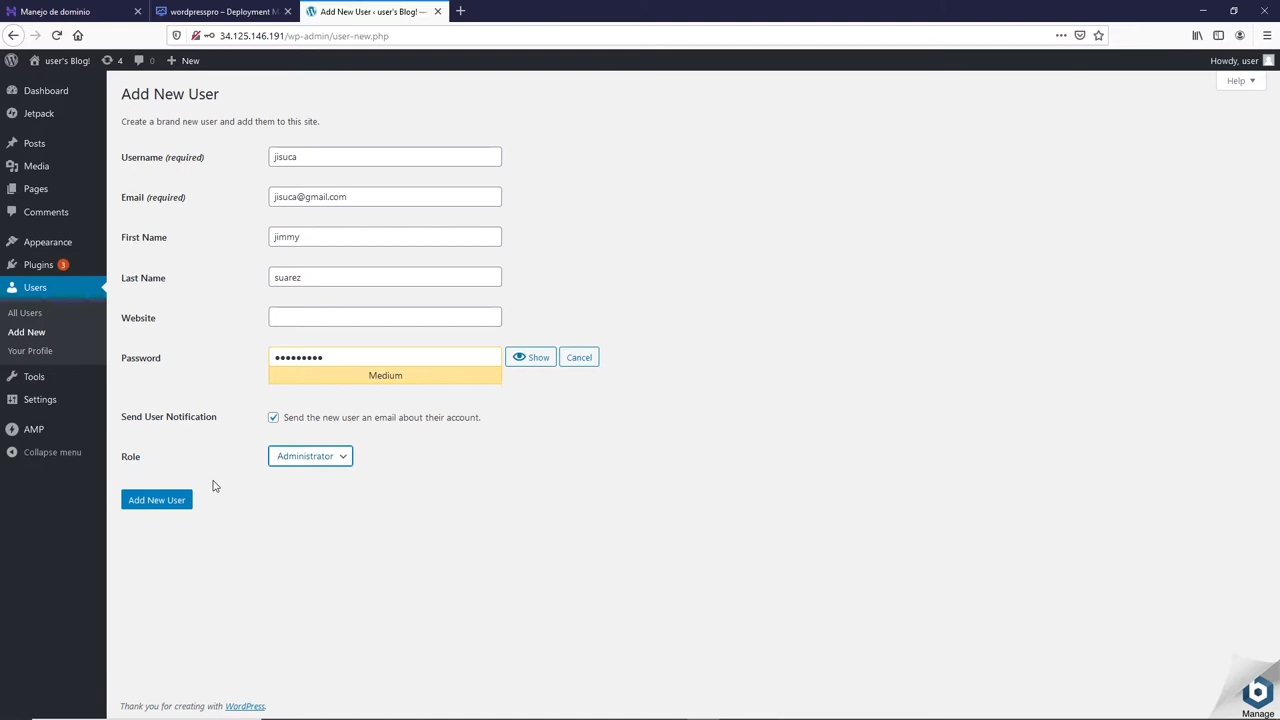 Manejo de dominio
wordpresspro – Deployment M
Add New User ‹ user's Blog! —
34.125.146.191/wp-admin/user-new.php
user's Blog!
4
0
New
Howdy, user
Help
Dashboard
Jetpack
Posts
Media
Pages
Comments
Appearance
Plugins 3
Users
All Users
Add New
Your Profile
Tools
Settings
AMP
Collapse menu
Add New User
Create a brand new user and add them to this site.
Username (required)
jisuca
Email (required)
jisuca@gmail.com
First Name
jimmy
Last Name
suarez
Website
Password
•••••••••
Show
Cancel
Medium
Send User Notification
Send the new user an email about their account.
Role
Administrator
Add New User
Thank you for creating with WordPress.
Manage